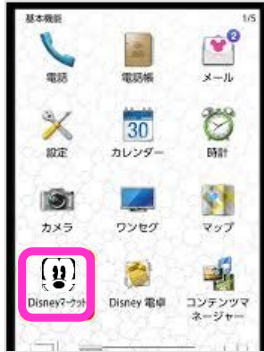 基本機能 1/5
2
電話 電話帳 メール
30
設定 カレンダー 時計
カメラ ワンセグ マップ
Disneyマーケット Disney 電卓 コンテンツマ
ネージャー